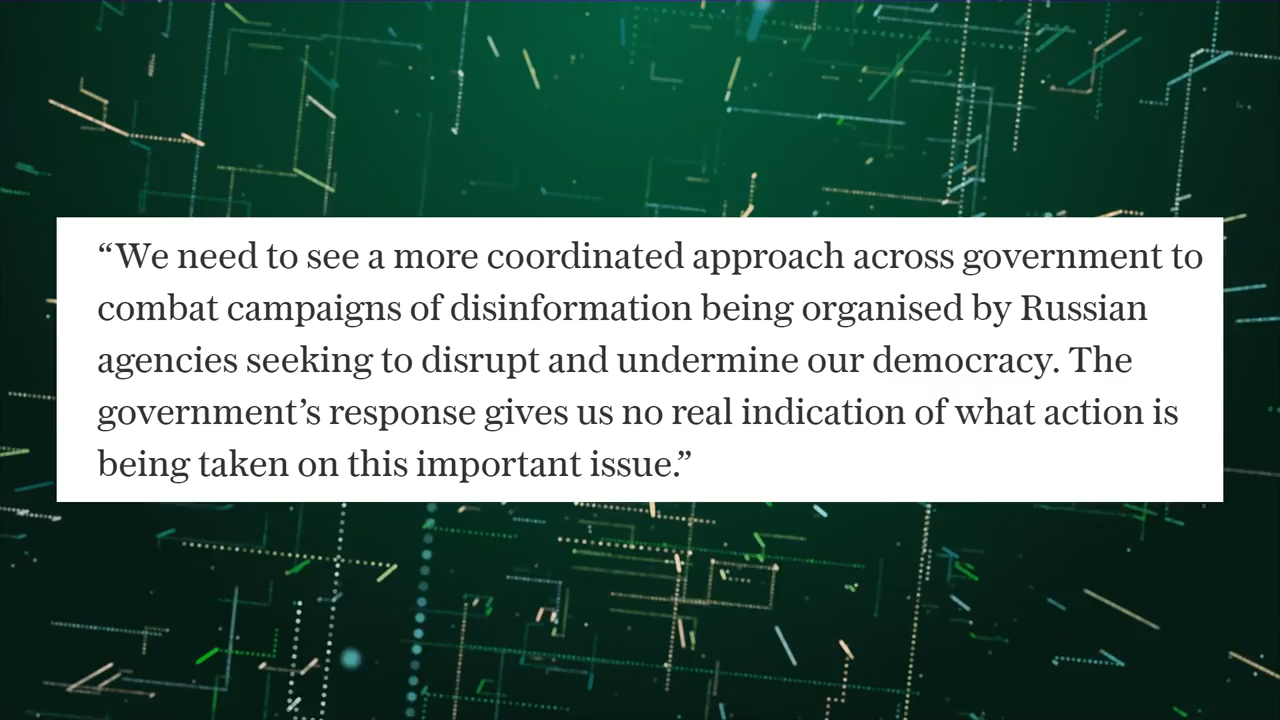 “We need to see a more coordinated approach across government to
combat campaigns of disinformation being organised by Russian
agencies seeking to disrupt and undermine our democracy. The
government’s response gives us no real indication of what action is
being taken on this important issue.”